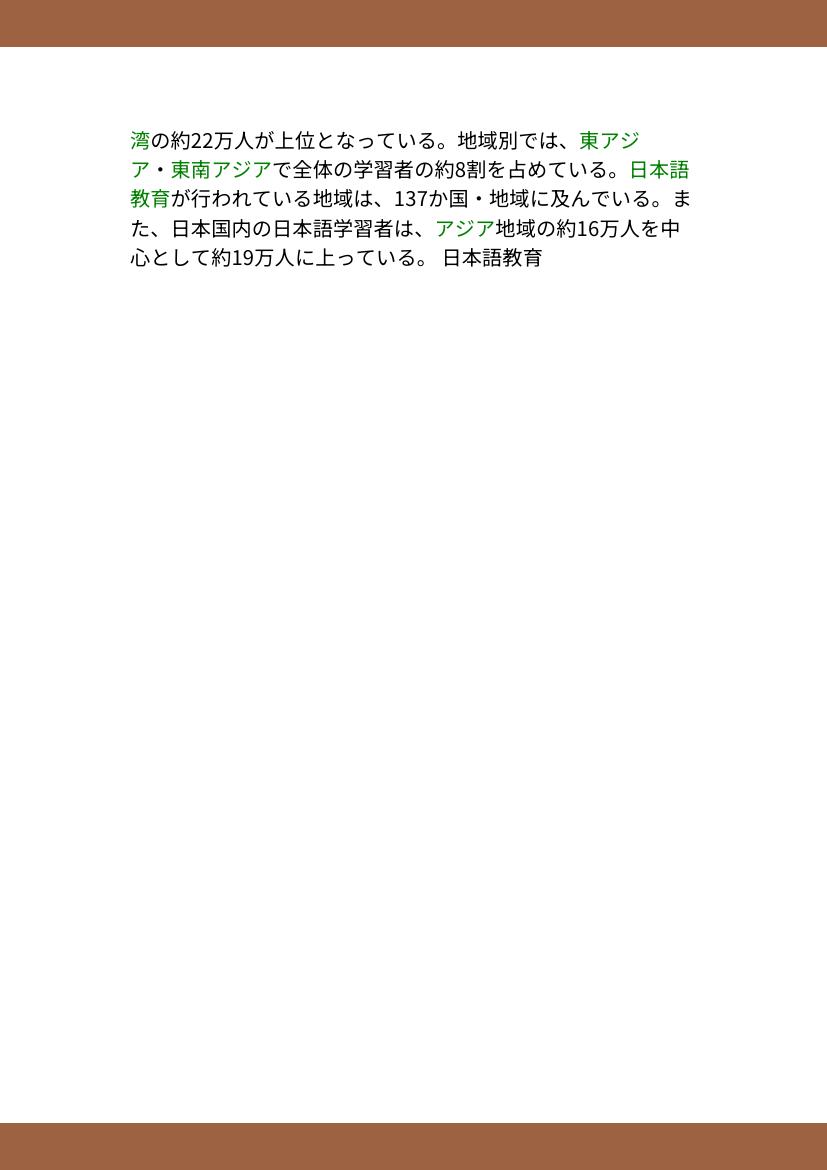 湾の約22万人が上位となっている。地域別では、東アジ
ア・東南アジアで全体の学習者の約8割を占めている。日本語
教育が行われている地域は、137か国・地域に及んでいる。ま
た、日本国内の日本語学習者は、アジア地域の約16万人を中
心として約19万人に上っている。 日本語教育